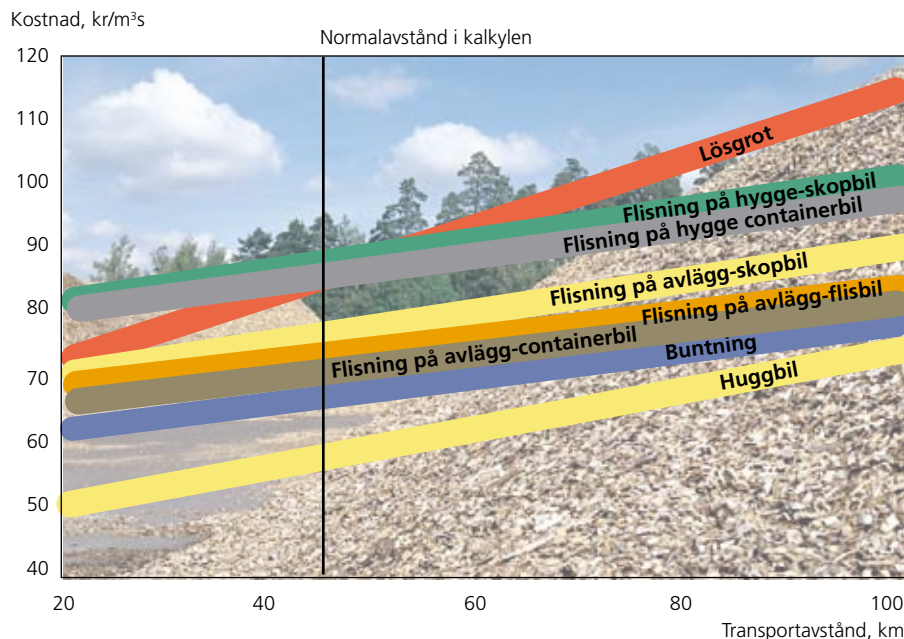 Kostnad, kr/m³s
Normalavstånd i kalkylen
120
110
100
90
80
70
60
50
40
Lösgrot
Flisning på hygge-skopbil
Flisning på hygge containerbil
Flisning på avlägg-skopbil
Flisning på avlägg-flisbil
Flisning på avlägg-containerbil
Buntning
Huggbil
20 40 60 80 100
Transportavstånd, km